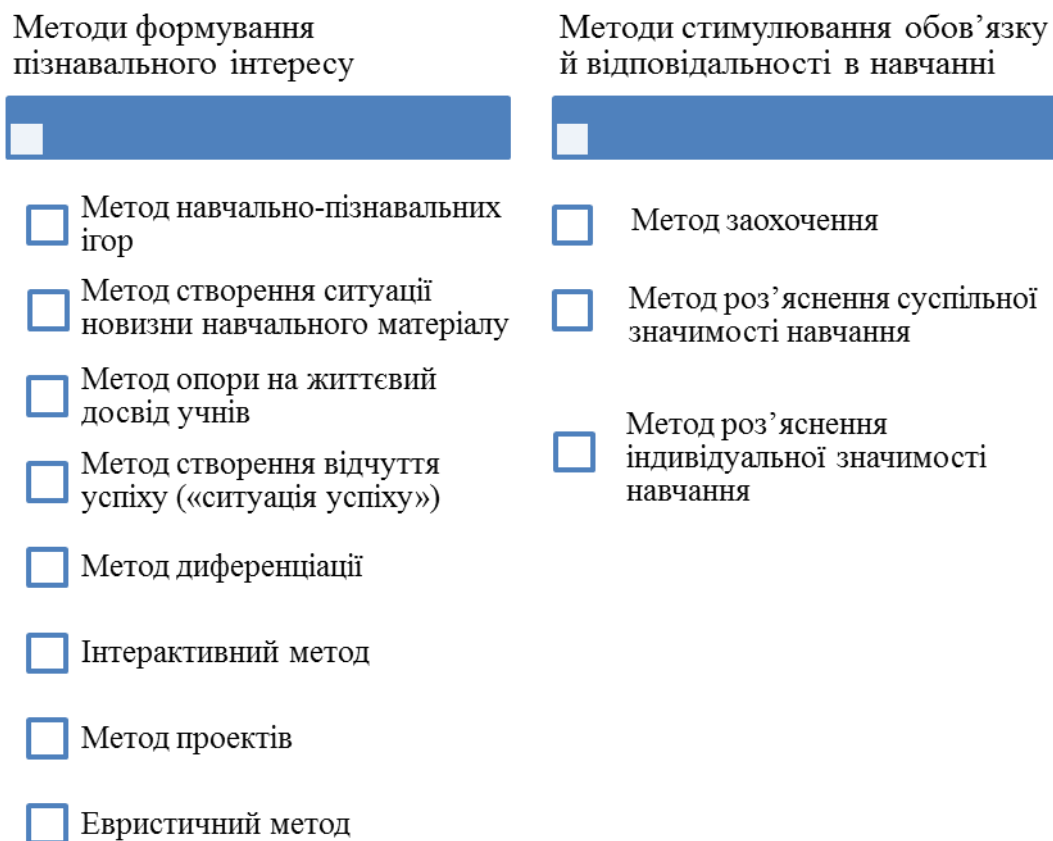 Методи формування
пізнавального інтересу
Метод навчально-пізнавальних
ігор
Метод створення ситуації
новизни навчального матеріалу
Метод опори на життєвий
досвід учнів
Метод створення відчуття
успіху («ситуація успіху»)
Метод диференціації
Інтерактивний метод
Метод проектів
Евристичний метод
Методи стимулювання обов’язку
й відповідальності в навчанні
Метод заохочення
Метод роз’яснення суспільної
значимості навчання
Метод роз’яснення
індивідуальної значимості
навчання